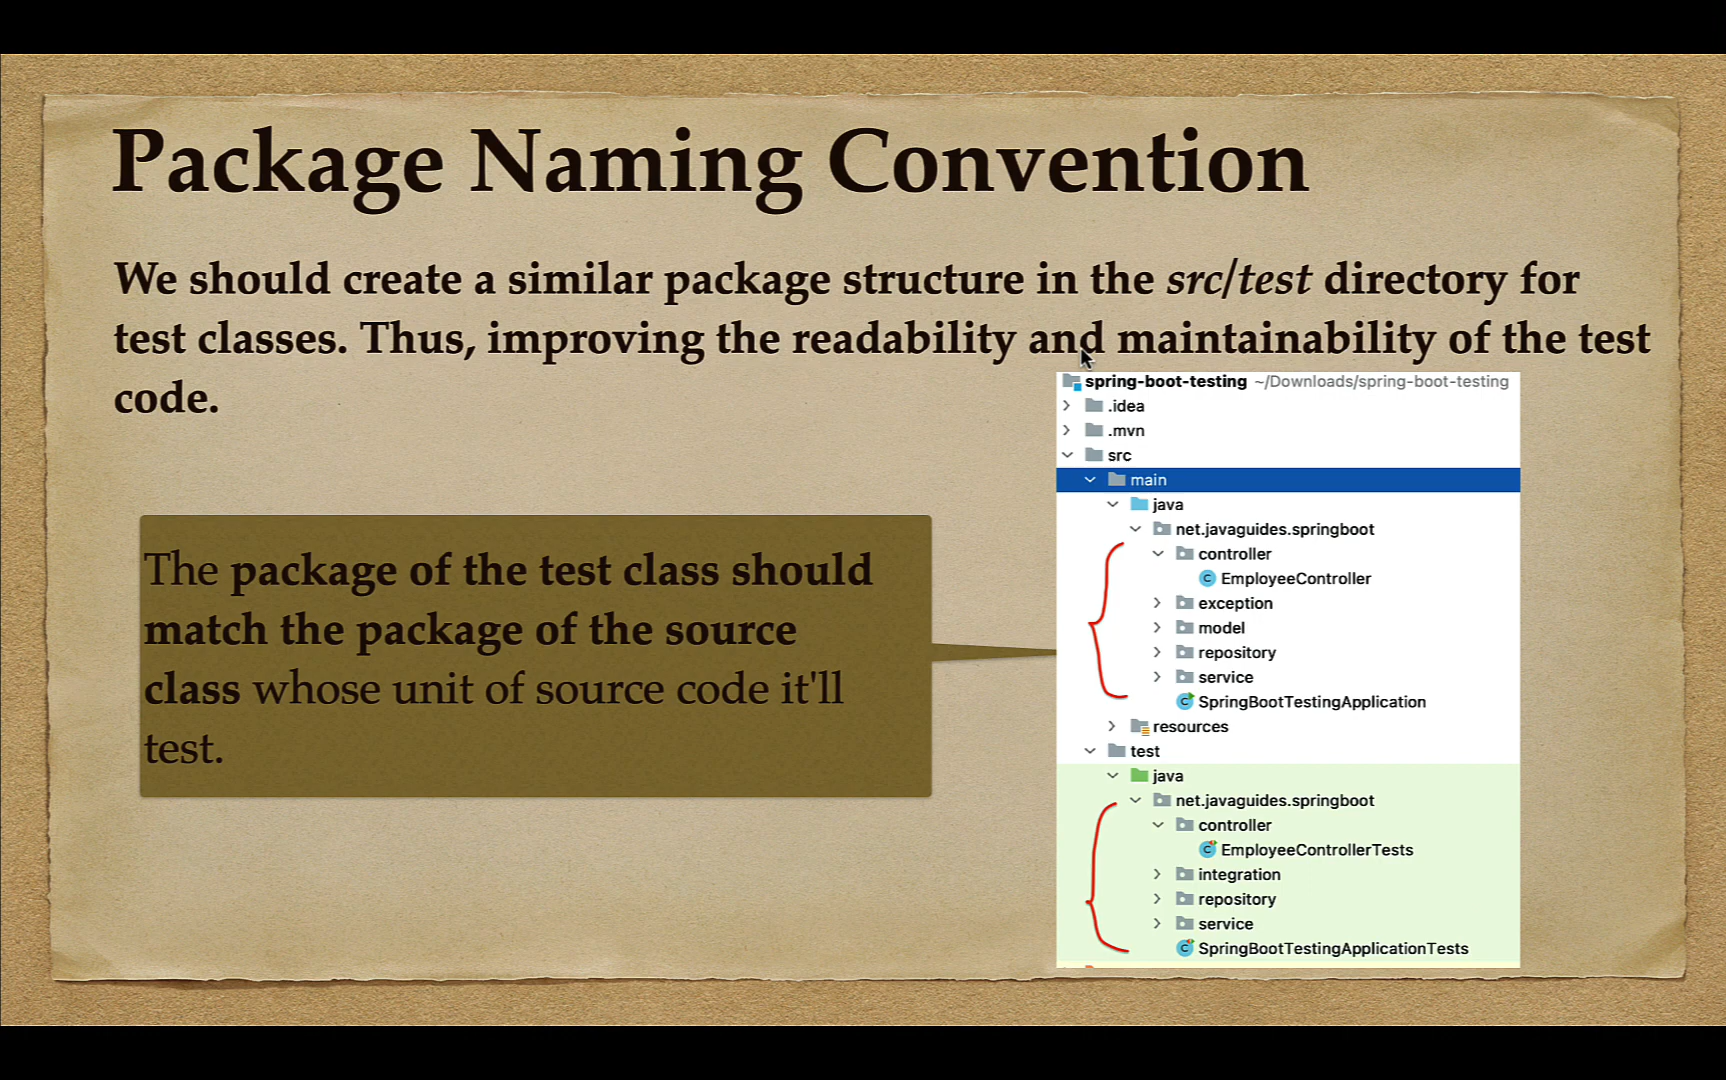 Package Naming Convention
We should create a similar package structure in the src/test directory for
test classes. Thus, improving the readability and maintainability of the test
code.
The package of the test class should
match the package of the source
class whose unit of source code it'll
test.
spring-boot-testing ~/Downloads/spring-boot-testing
.idea
.mvn
src
main
java
net.javaguides.springboot
controller
EmployeeController
exception
model
repository
service
SpringBootTestingApplication
resources
test
java
net.javaguides.springboot
controller
EmployeeControllerTests
integration
repository
service
SpringBootTestingApplicationTests